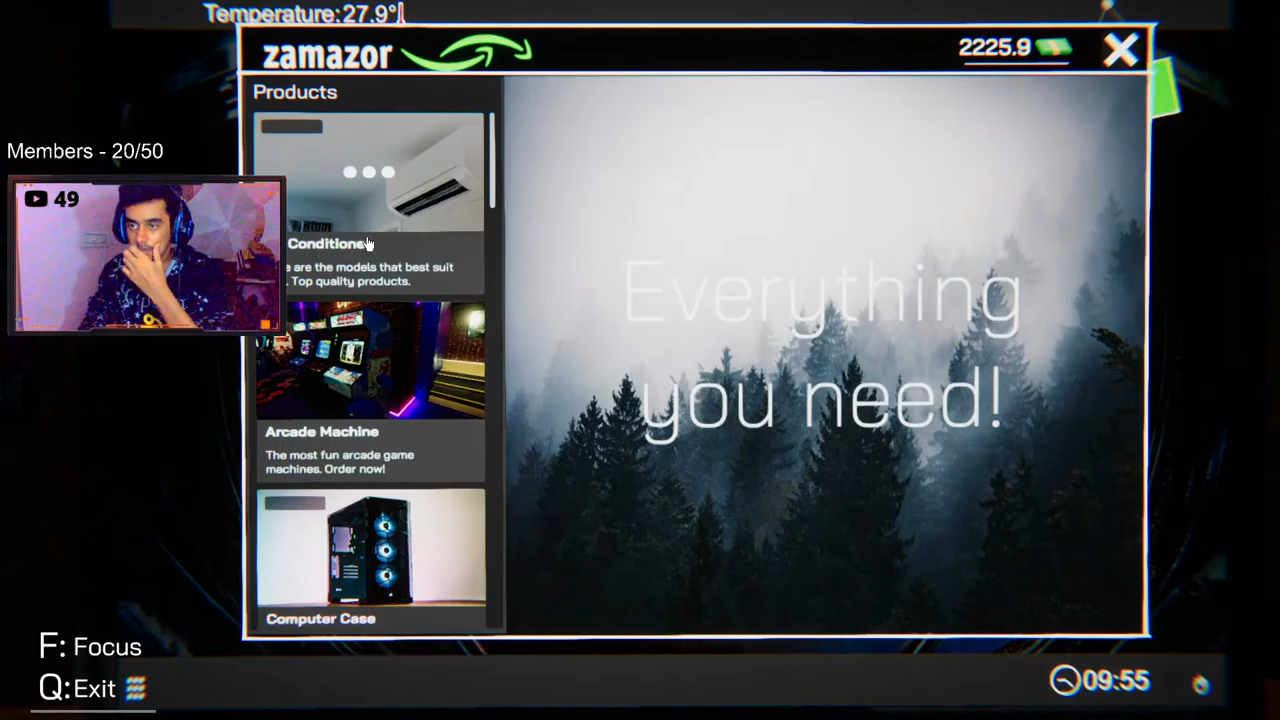 Temperature: 27.9°
zamazor
2225.9
Products
Members - 20/50
49
Conditione
e are the models that best suit
. Top quality products.
Everything
you need!
Arcade Machine
The most fun arcade game
machines. Order now!
Computer Case
F: Focus
Q: Exit
09:55